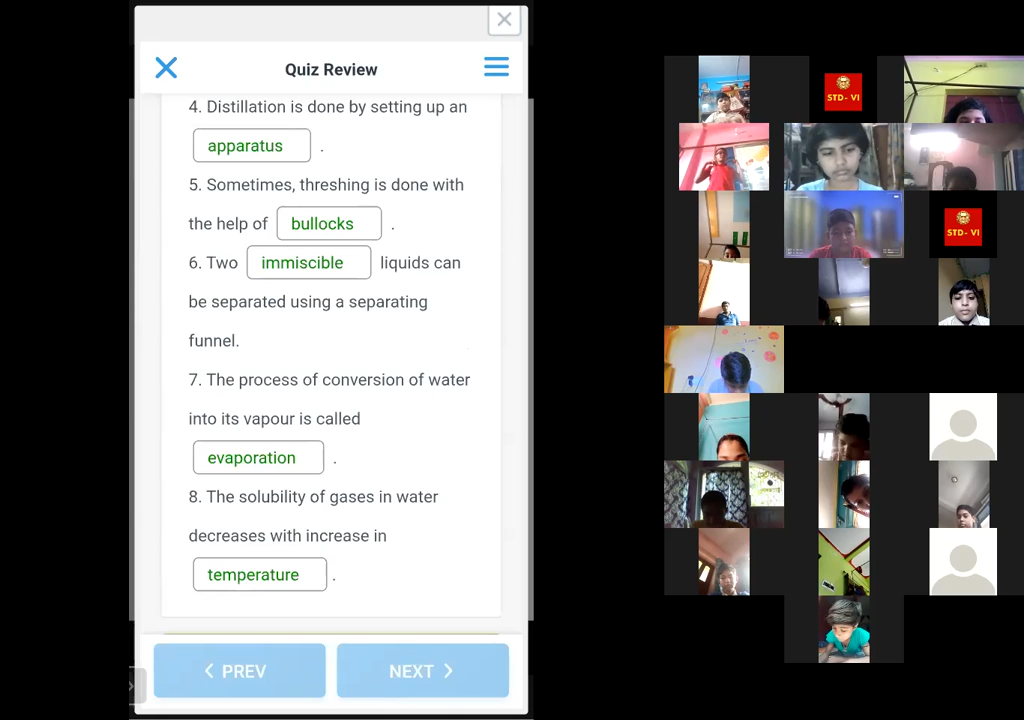 Quiz Review
4. Distillation is done by setting up an
apparatus .
5. Sometimes, threshing is done with
the help of bullocks .
6. Two immiscible liquids can
be separated using a separating
funnel.
7. The process of conversion of water
into its vapour is called
evaporation .
8. The solubility of gases in water
decreases with increase in
temperature .
PREV NEXT
STD- VI
STD- VI